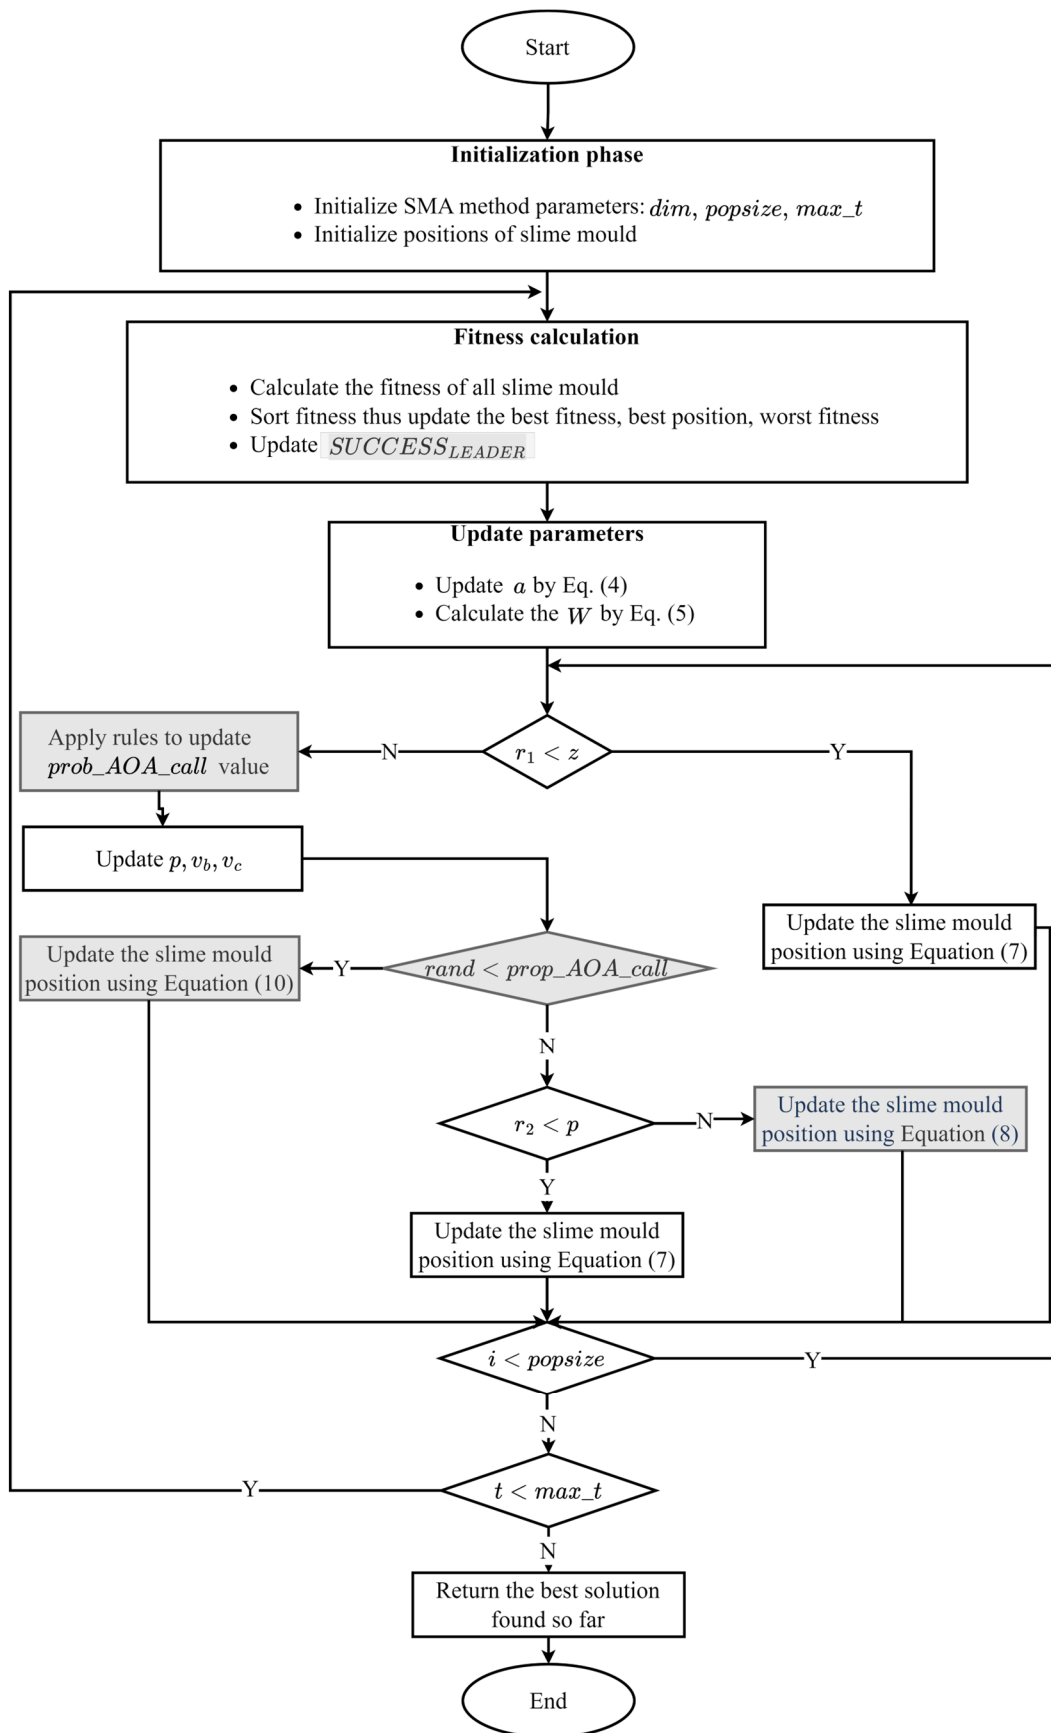 Start
Initialization phase
• Initialize SMA method parameters: dim, popsize, max_t
• Initialize positions of slime mould
Fitness calculation
• Calculate the fitness of all slime mould
• Sort fitness thus update the best fitness, best position, worst fitness
• Update SUCCESS_LEADER
Update parameters
• Update a by Eq. (4)
• Calculate the W by Eq. (5)
r₁ < z
N
Y
Apply rules to update
prob_AOA_call value
Update p, v_b, v_c
Update the slime mould
position using Equation (7)
rand < prop_AOA_call
Y
Update the slime mould
position using Equation (10)
N
r₂ < p
N
Update the slime mould
position using Equation (8)
Y
Update the slime mould
position using Equation (7)
i < popsize
Y
N
t < max_t
Y
N
Return the best solution
found so far
End